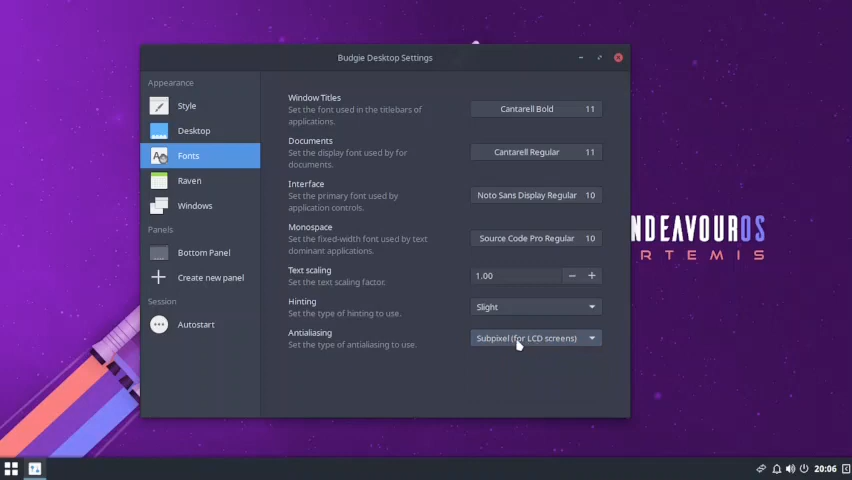 Budgie Desktop Settings
Appearance
Style
Desktop
Fonts
Raven
Windows
Panels
Bottom Panel
Create new panel
Session
Autostart
Window Titles
Set the font used in the titlebars of
applications.
Cantarell Bold 11
Documents
Set the display font used by for
documents.
Cantarell Regular 11
Interface
Set the primary font used by
application controls.
Noto Sans Display Regular 10
Monospace
Set the fixed-width font used by text
dominant applications.
Source Code Pro Regular 10
Text scaling
Set the text scaling factor.
1.00
Hinting
Set the type of hinting to use.
Slight
Antialiasing
Set the type of antialiasing to use.
Subpixel (for LCD screens)
NDEAVOUROS
RTEMIS
20:06